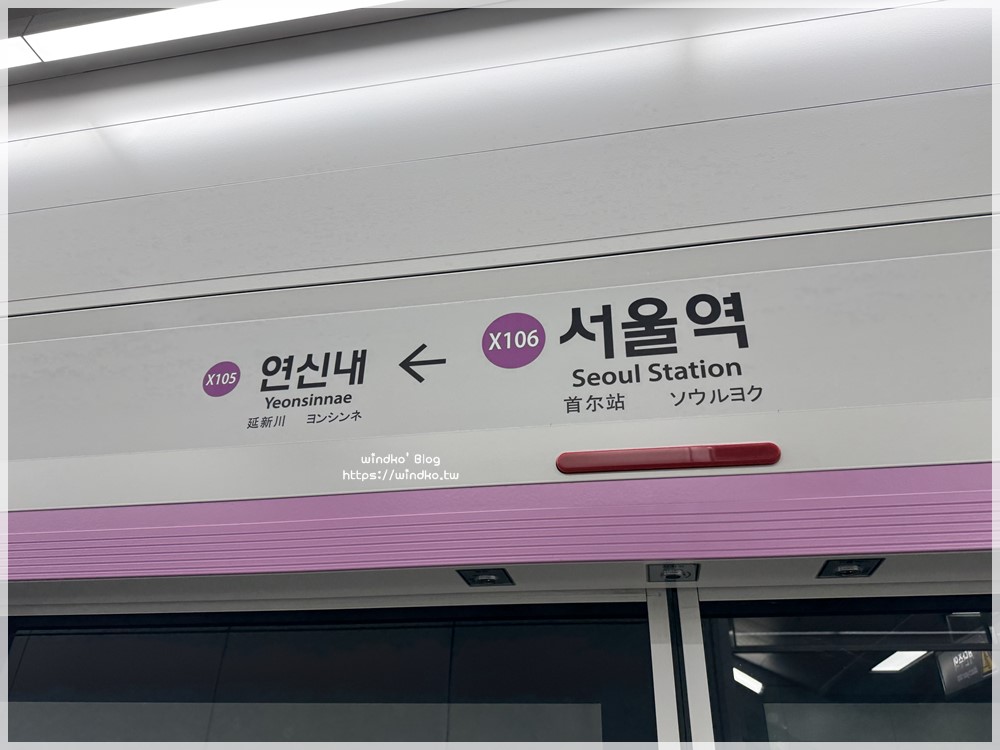 X105 연신내
Yeonsinnae
延新川 ヨンシンネ
←
X106 서울역
Seoul Station
首尔站 ソウルヨク
windko' Blog
https://windko.tw